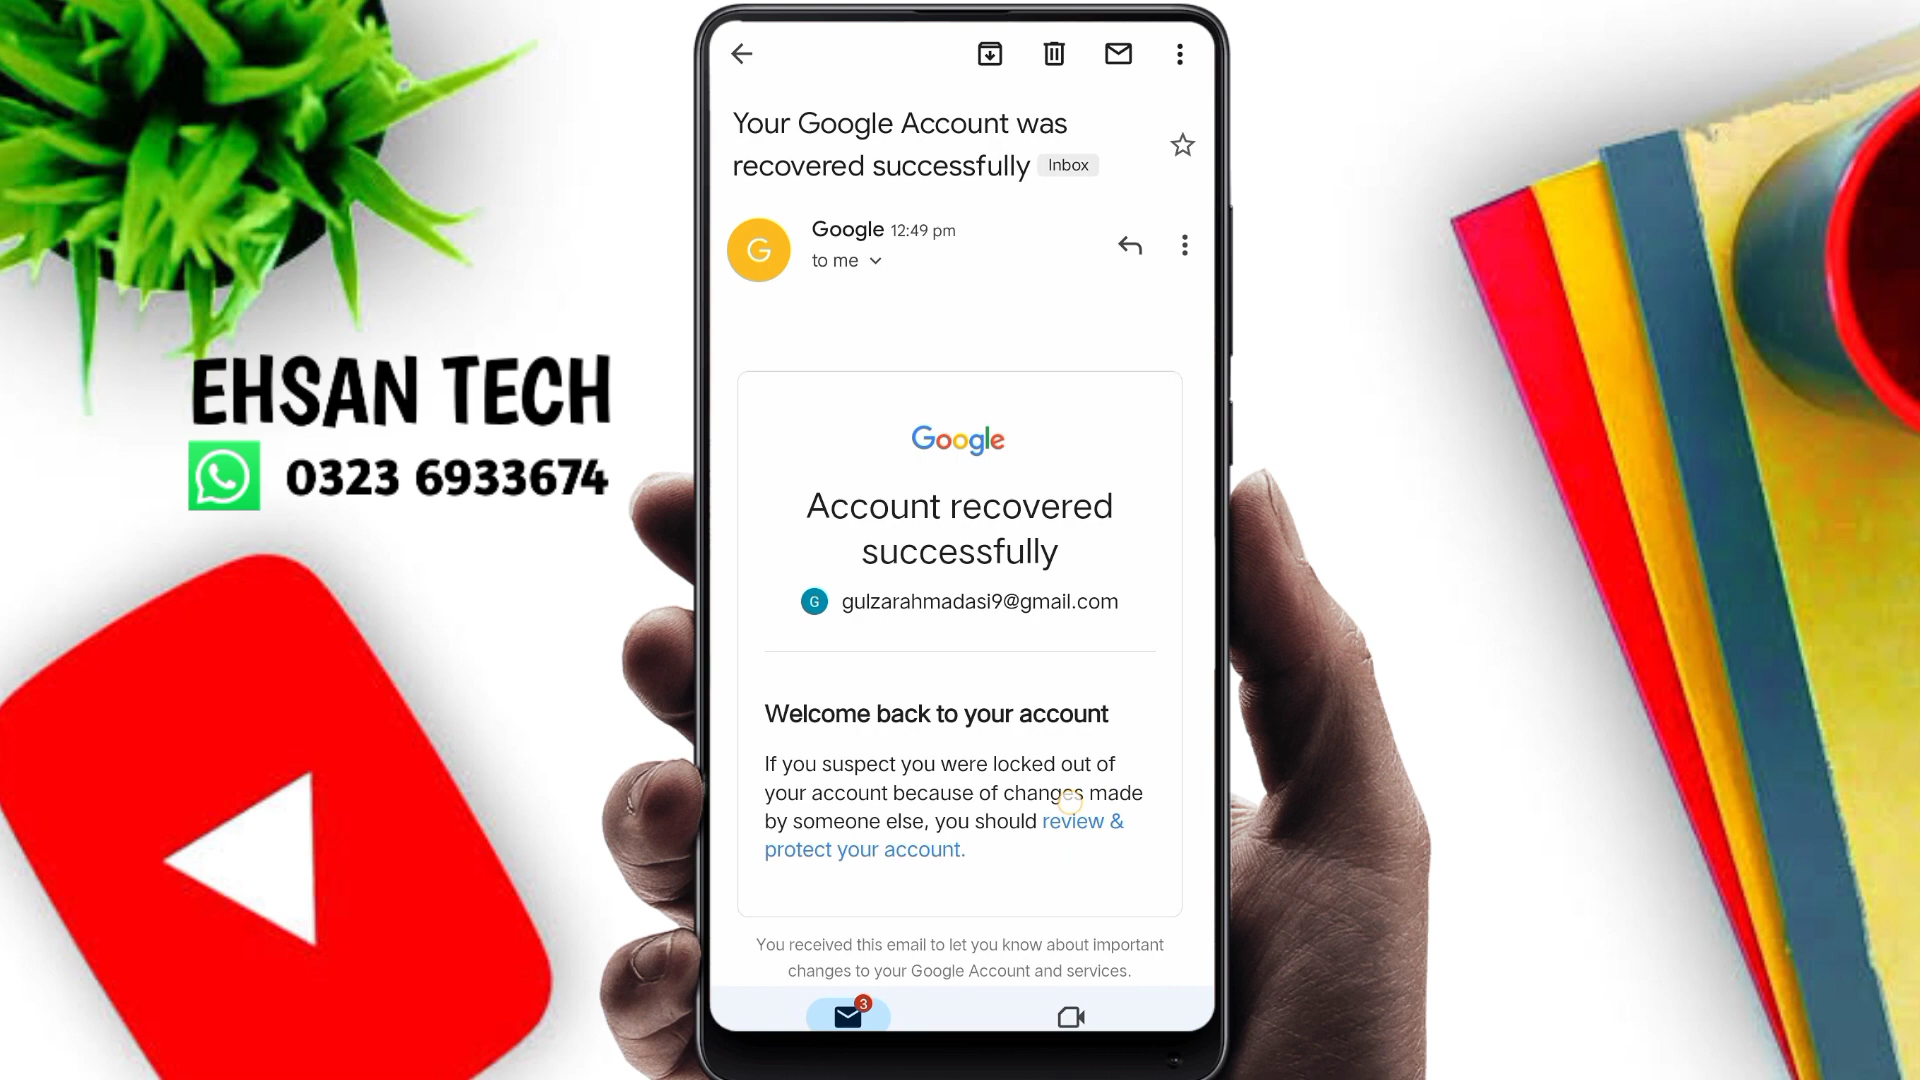 Your Google Account was
recovered successfully Inbox
G
Google 12:49 pm
to me
EHSAN TECH
0323 6933674
Google
Account recovered
successfully
G gulzarahmadasi9@gmail.com
Welcome back to your account
If you suspect you were locked out of
your account because of changes made
by someone else, you should review &
protect your account.
You received this email to let you know about important
changes to your Google Account and services.
3